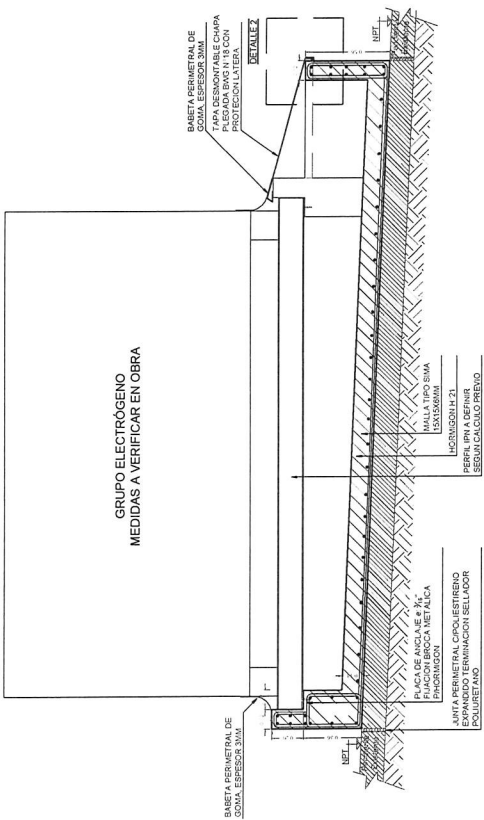 GRUPO ELECTRÓGENO
MEDIDAS A VERIFICAR EN OBRA
BABETA PERIMETRAL DE
GOMA, ESPESOR 3MM
BABETA PERIMETRAL DE
GOMA, ESPESOR 3MM
TAPA DESMONTABLE CHAPA
PLEGADA BWG N°18 CON
PROTECION LATERA
DETALLE 2
NPT
NPT
PLACA DE ANCLAJE e:
FIJACION BROCA METALICA
P/HORMIGON
JUNTA PERIMETRAL C/POLIESTIRENO
EXPANDIDO TERMINACION SELLADOR
POLIURETANO
MALLA TIPO SIMA
15X15X6MM
HORMIGON H 21
PERFIL IPN A DEFINIR
SEGUN CALCULO PREVIO